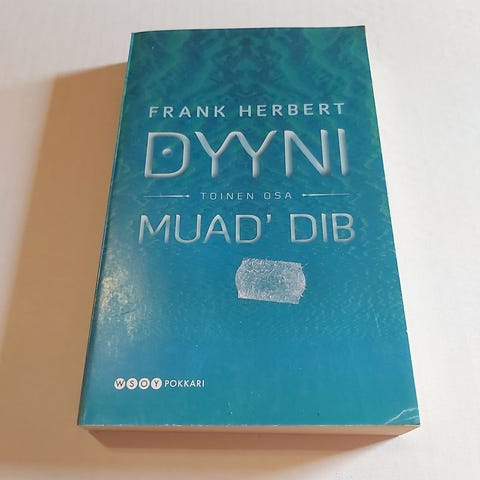 FRANK HERBERT
DYYNI
TOINEN OSA
MUAD' DIB
WSOY POKKARI